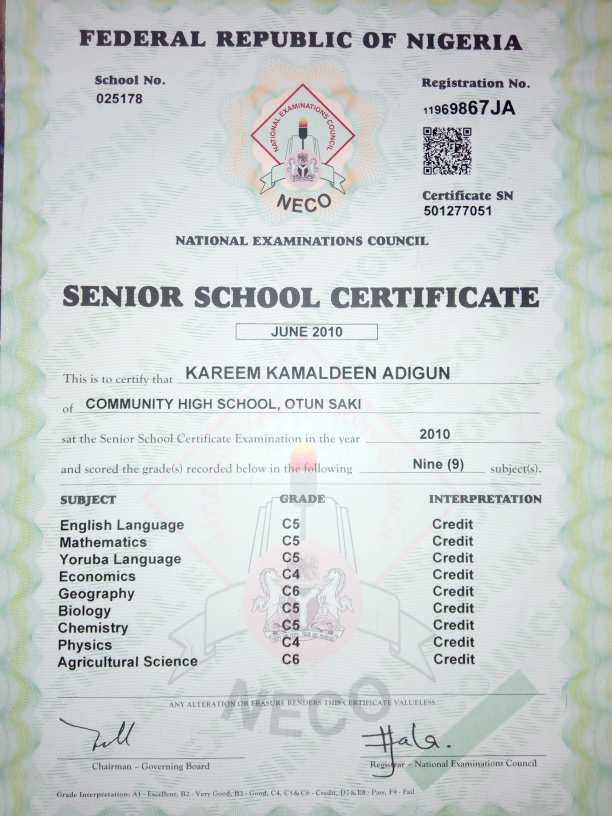 FEDERAL REPUBLIC OF NIGERIA
School No.
025178
Registration No.
11969867JA
NATIONAL EXAMINATIONS COUNCIL
NECO
Certificate SN
501277051
NATIONAL EXAMINATIONS COUNCIL
SENIOR SCHOOL CERTIFICATE
JUNE 2010
This is to certify that KAREEM KAMALDEEN ADIGUN
of COMMUNITY HIGH SCHOOL, OTUN SAKI
sat the Senior School Certificate Examination in the year 2010
and scored the grade(s) recorded below in the following Nine (9) subject(s).
SUBJECT GRADE INTERPRETATION
English Language C5 Credit
Mathematics C5 Credit
Yoruba Language C5 Credit
Economics C4 Credit
Geography C6 Credit
Biology C5 Credit
Chemistry C5 Credit
Physics C4 Credit
Agricultural Science C6 Credit
NECO
ANY ALTERATION OR ERASURE RENDERS THIS CERTIFICATE VALUELESS.
Chairman - Governing Board
Registrar - National Examinations Council
Grade Interpretation: A1 - Excellent, B2 - Very Good, B3 - Good, C4, C5 & C6 - Credit, D7 & E8 - Pass, F9 - Fail